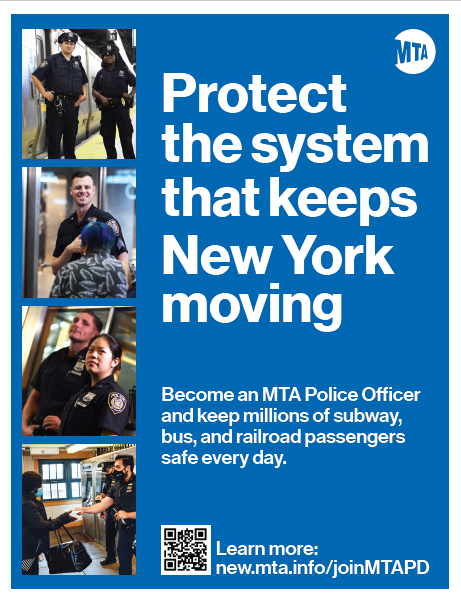 MTA
Protect
the system
that keeps
New York
moving
Become an MTA Police Officer
and keep millions of subway,
bus, and railroad passengers
safe every day.
Learn more:
new.mta.info/joinMTAPD